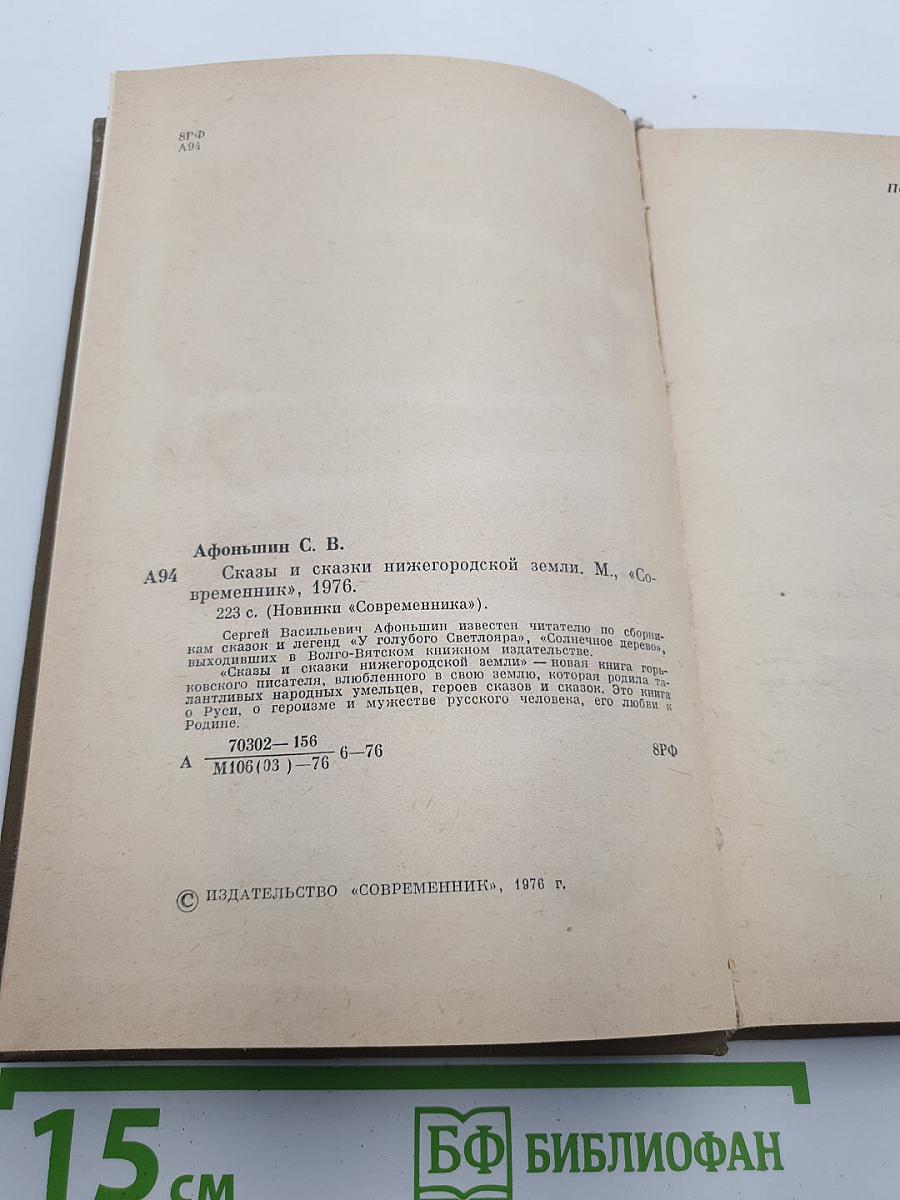 8РФ
А94
Афоньшин С. В.
А94 Сказы и сказки нижегородской земли. М., «Со-
временник», 1976.
223 с. (Новинки «Современника»).
Сергей Васильевич Афоньшин известен читателю по сборни-
кам сказок и легенд «У голубого Светлояра», «Солнечное дерево»,
выходивших в Волго-Вятском книжном издательстве.
«Сказы и сказки нижегородской земли» — новая книга горь-
ковского писателя, влюбленного в свою землю, которая родила та-
лантливых народных умельцев, героев сказов и сказок. Это книга
о Руси, о героизме и мужестве русского человека, его любви к
Родине.
А 70302—156 6—76 8РФ
М106(03 )—76
© ИЗДАТЕЛЬСТВО «СОВРЕМЕННИК», 1976 г.
15 см
БФ БИБЛИОФАН